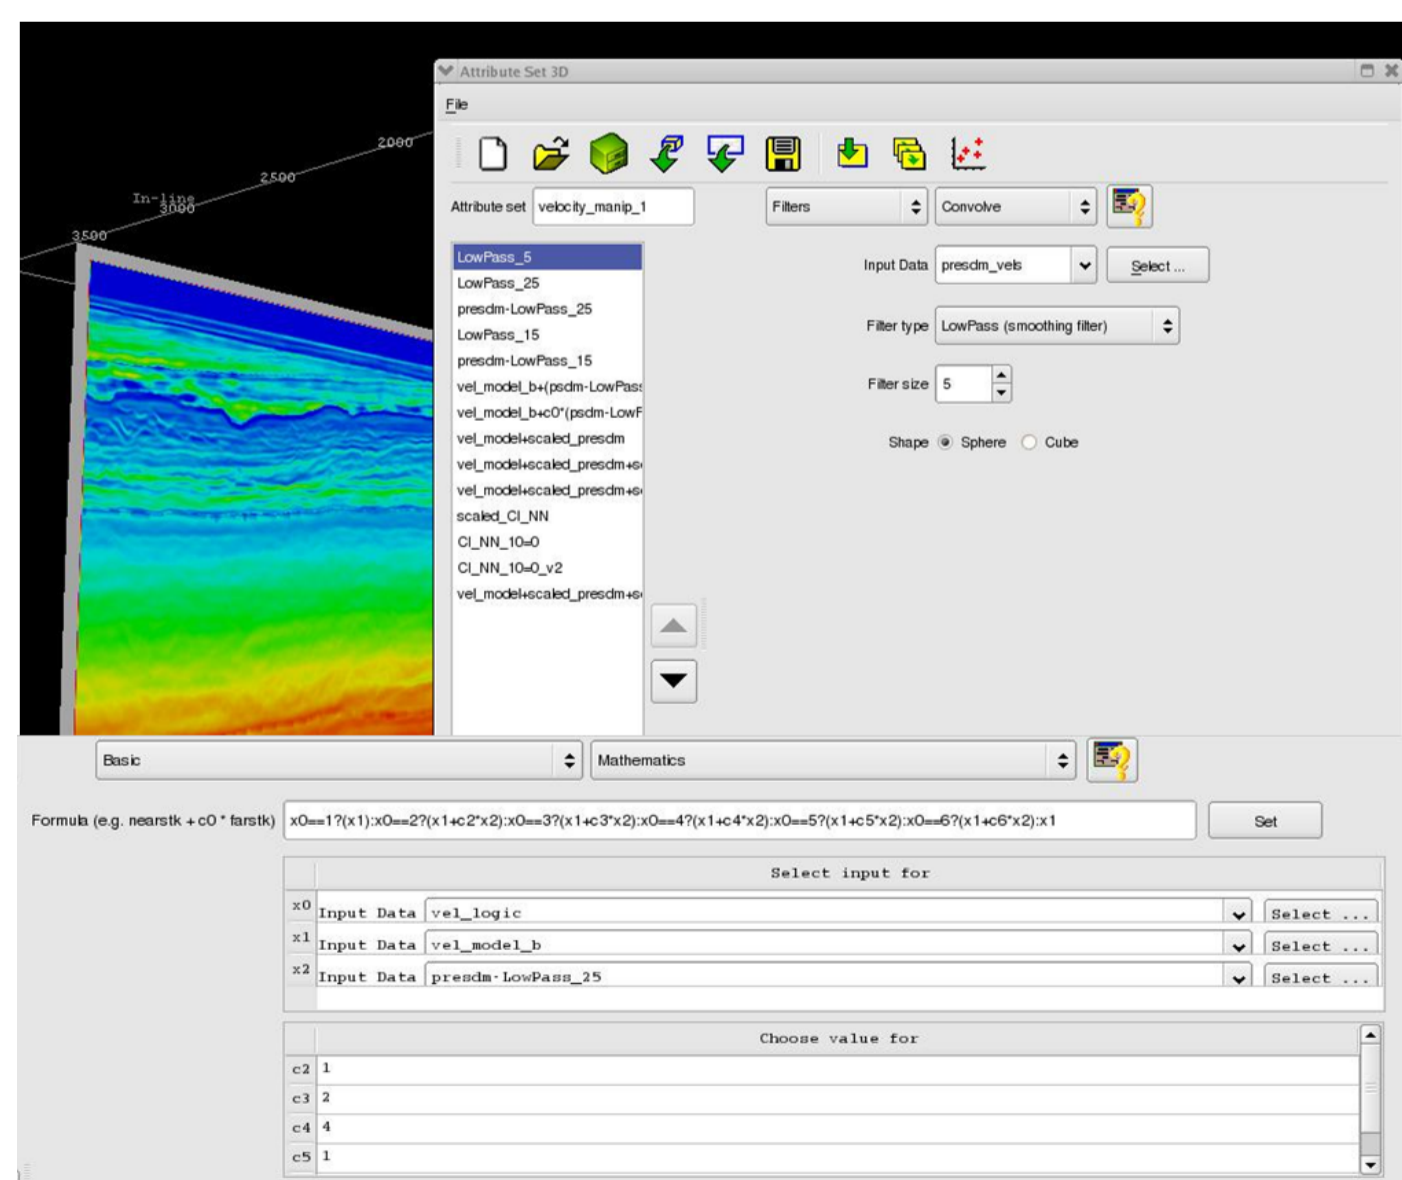 Attribute Set 3D
File
2000
2500
In-line
3000
3500
Attribute set velocity_manip_1 Filters Convolve
LowPass_5
LowPass_25
presdm-LowPass_25
LowPass_15
presdm-LowPass_15
vel_model_b+(psdm-LowPass
vel_model_b+c0*(psdm-LowF
vel_model+scaled_presdm
vel_model+scaled_presdm+s
vel_model+scaled_presdm+s
scaled_CI_NN
CI_NN_10=0
CI_NN_10=0_v2
vel_model+scaled_presdm+s
Input Data presdm_vels Select ...
Filter type LowPass (smoothing filter)
Filter size 5
Shape Sphere Cube
Basic Mathematics
Formula (e.g. nearstk + c0 * farstk) x0==1?(x1):x0==2?(x1+c2*x2):x0==3?(x1+c3*x2):x0==4?(x1+c4*x2):x0==5?(x1+c5*x2):x0==6?(x1+c6*x2):x1 Set
Select input for
x0 Input Data vel_logic Select ...
x1 Input Data vel_model_b Select ...
x2 Input Data presdm-LowPass_25 Select ...
Choose value for
c2 1
c3 2
c4 4
c5 1